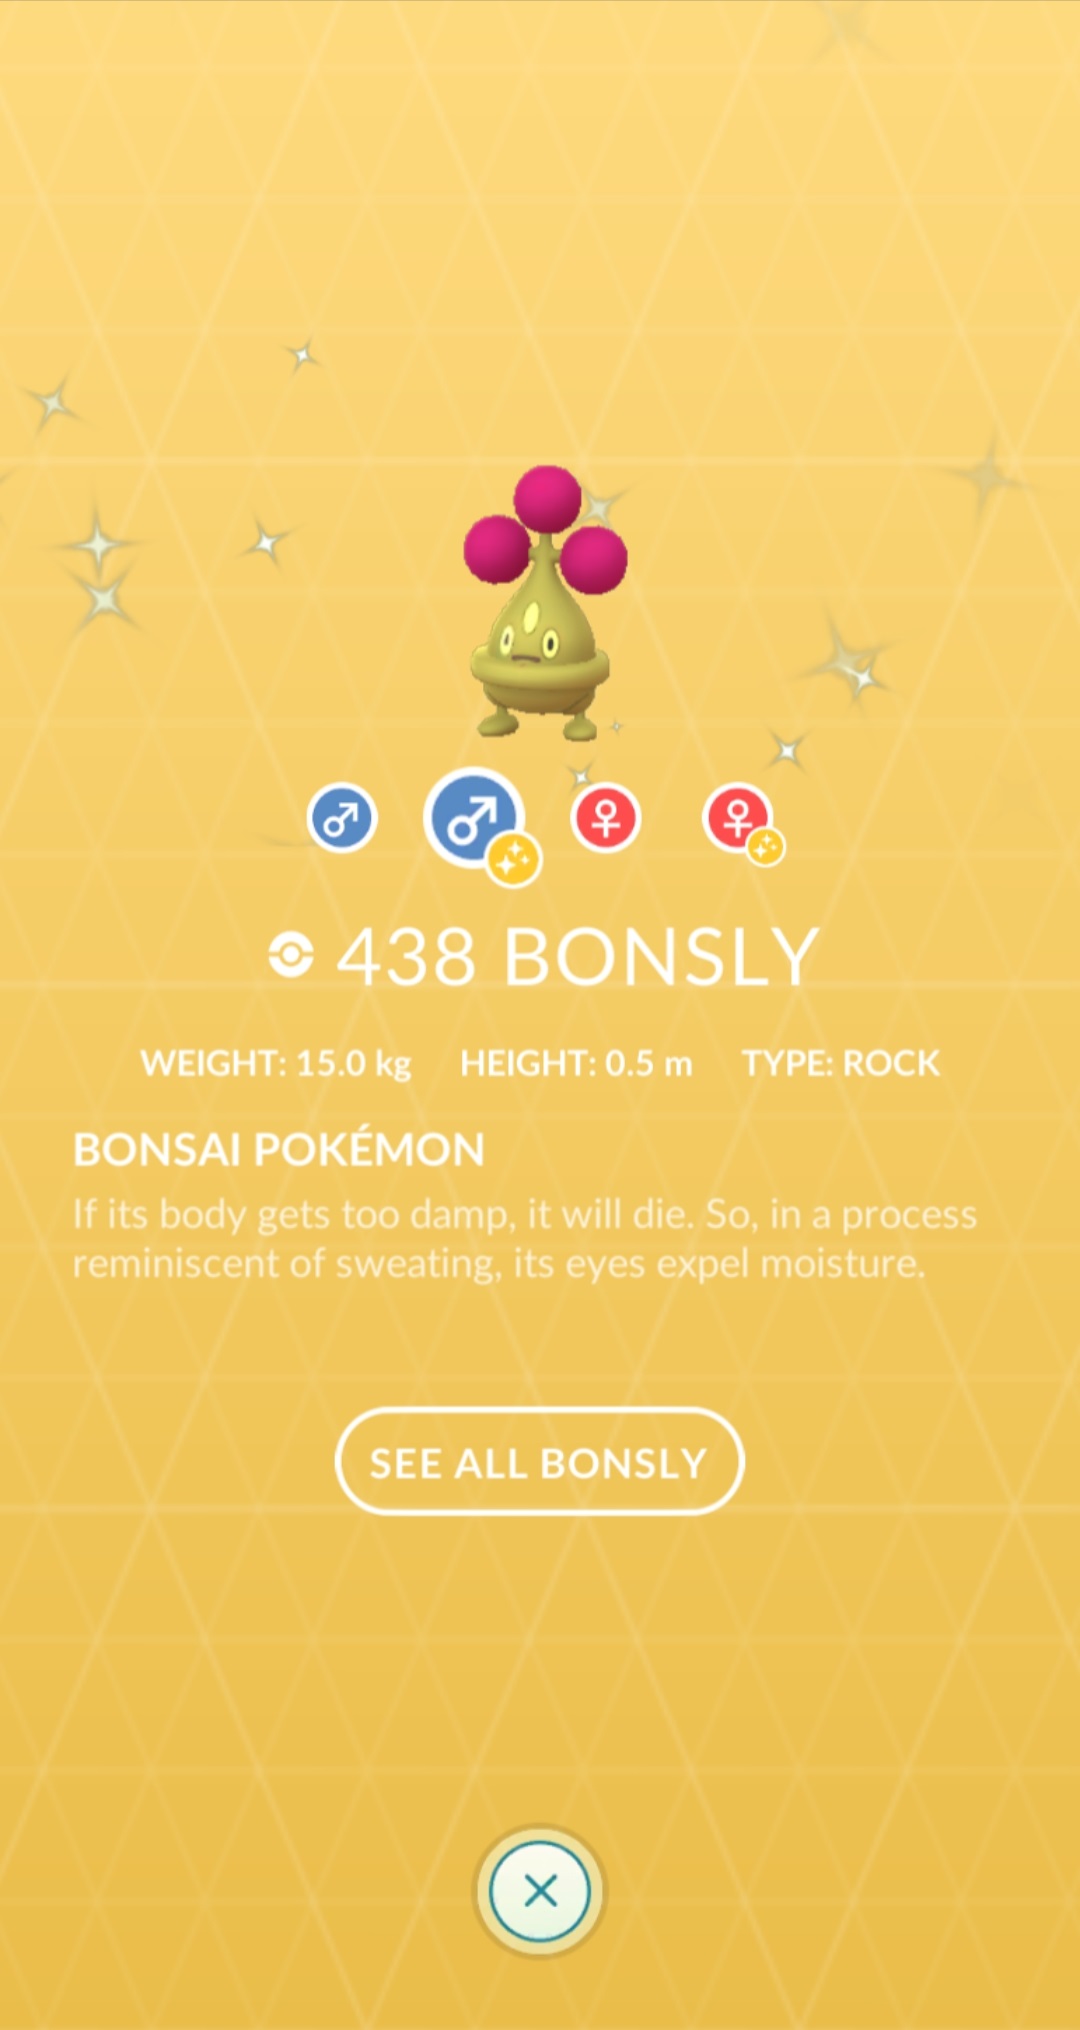 438 BONSLY
WEIGHT: 15.0 kg HEIGHT: 0.5 m TYPE: ROCK
BONSAI POKÉMON
If its body gets too damp, it will die. So, in a process
reminiscent of sweating, its eyes expel moisture.
SEE ALL BONSLY